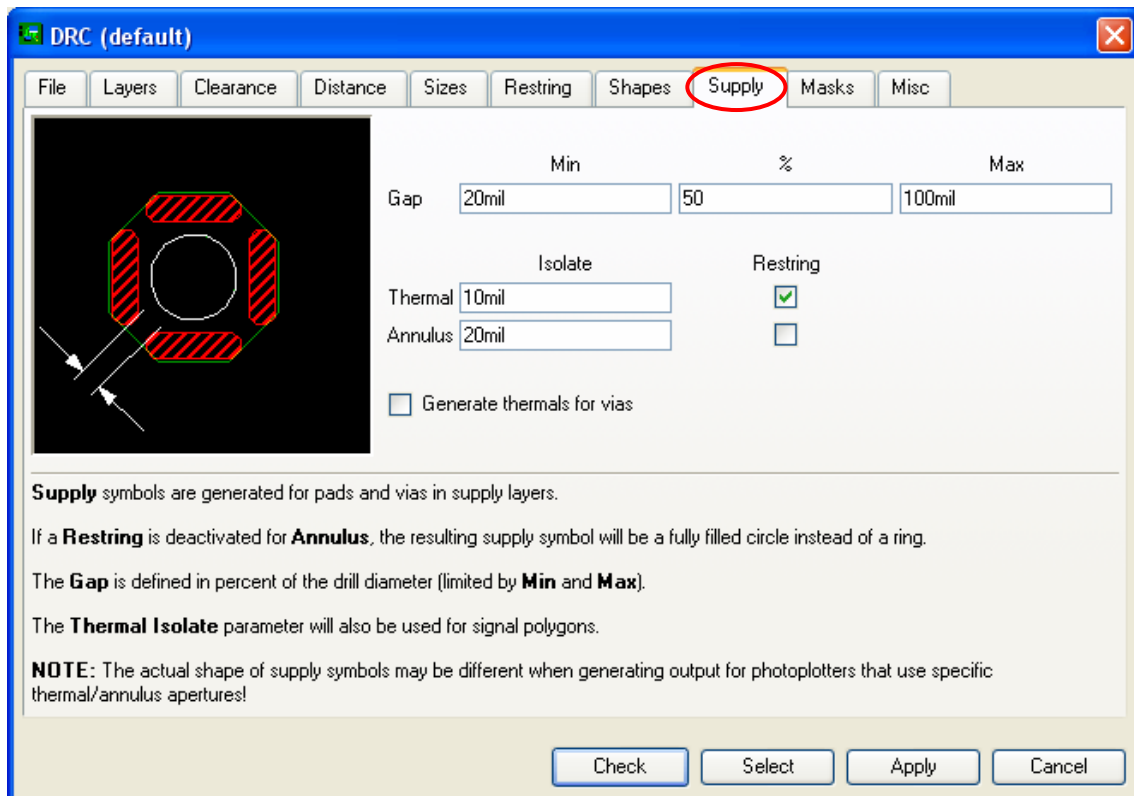 DRC (default)
File Layers Clearance Distance Sizes Restring Shapes Supply Masks Misc
Min % Max
Gap 20mil 50 100mil
Isolate Restring
Thermal 10mil
Annulus 20mil
Generate thermals for vias
Supply symbols are generated for pads and vias in supply layers.
If a Restring is deactivated for Annulus, the resulting supply symbol will be a fully filled circle instead of a ring.
The Gap is defined in percent of the drill diameter (limited by Min and Max).
The Thermal Isolate parameter will also be used for signal polygons.
NOTE: The actual shape of supply symbols may be different when generating output for photoplotters that use specific
thermal/annulus apertures!
Check Select Apply Cancel